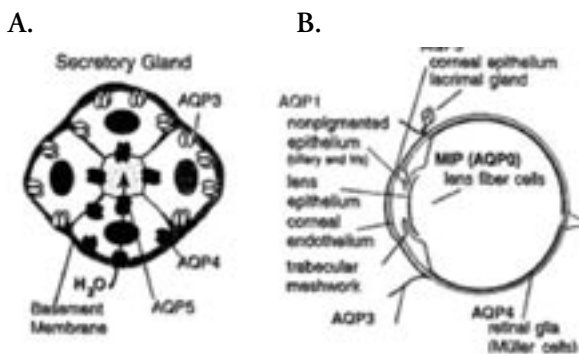 A.
Secretory Gland
AQP3
AQP4
H₂O
AQP5
Basement
Membrane
B.
AQP5
corneal epithelium
lacrimal gland
AQP1
nonpigmented
epithelium
(ciliary and iris)
MIP (AQP0)
lens fiber cells
lens
epithelium
corneal
endothelium
trabecular
meshwork
AQP3
AQP4
retinal glia
(Müller cells)